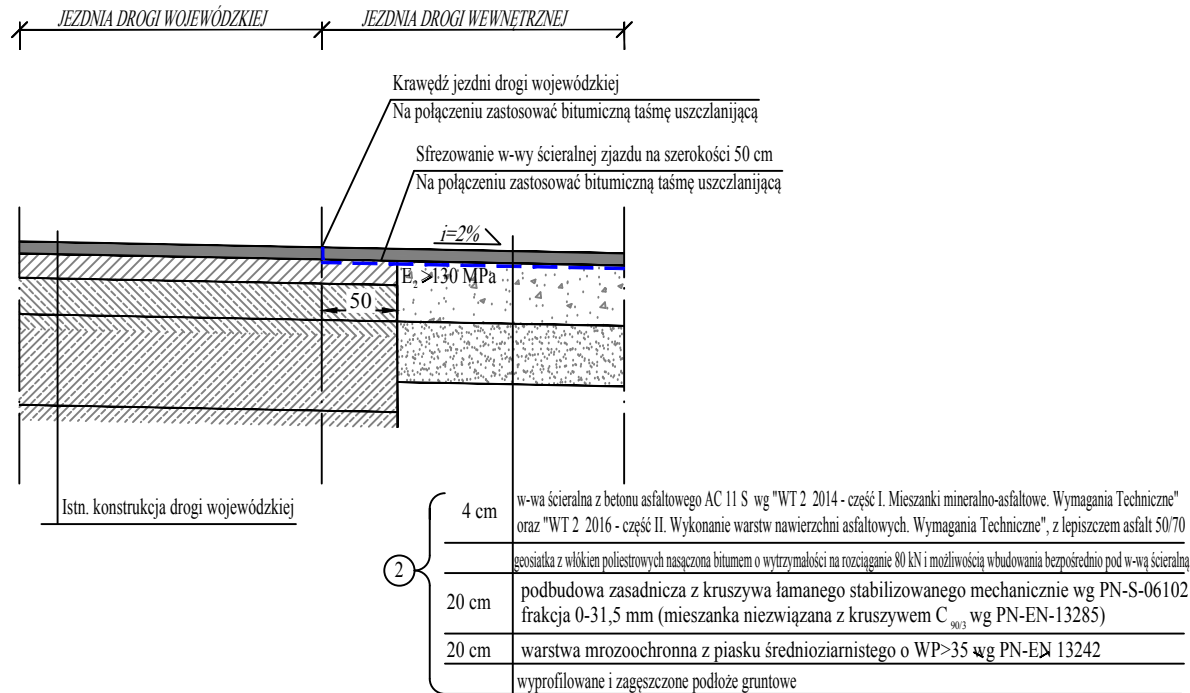 JEZDNIA DROGI WOJEWÓDZKIEJ
JEZDNIA DROGI WEWNĘTRZNEJ
Krawędź jezdni drogi wojewódzkiej
Na połączeniu zastosować bitumiczną taśmę uszczlanijącą
Sfrezowanie w-wy ścieralnej zjazdu na szerokości 50 cm
Na połączeniu zastosować bitumiczną taśmę uszczlanijącą
i=2%
E2 >130 MPa
50
Istn. konstrukcja drogi wojewódzkiej
2
4 cm
w-wa ścieralna z betonu asfaltowego AC 11 S wg "WT 2 2014 - część I. Mieszanki mineralno-asfaltowe. Wymagania Techniczne"
oraz "WT 2 2016 - część II. Wykonanie warstw nawierzchni asfaltowych. Wymagania Techniczne", z lepiszczem asfalt 50/70
geosiatka z włókien poliestrowych nasączona bitumem o wytrzymałości na rozciąganie 80 kN i możliwością wbudowania bezpośrednio pod w-wą ścieralną
20 cm
podbudowa zasadnicza z kruszywa łamanego stabilizowanego mechanicznie wg PN-S-06102
frakcja 0-31,5 mm (mieszanka niezwiązana z kruszywem C90/3 wg PN-EN-13285)
20 cm
warstwa mrozoochronna z piasku średnioziarnistego o WP>35 wg PN-EN 13242
wyprofilowane i zagęszczone podłoże gruntowe